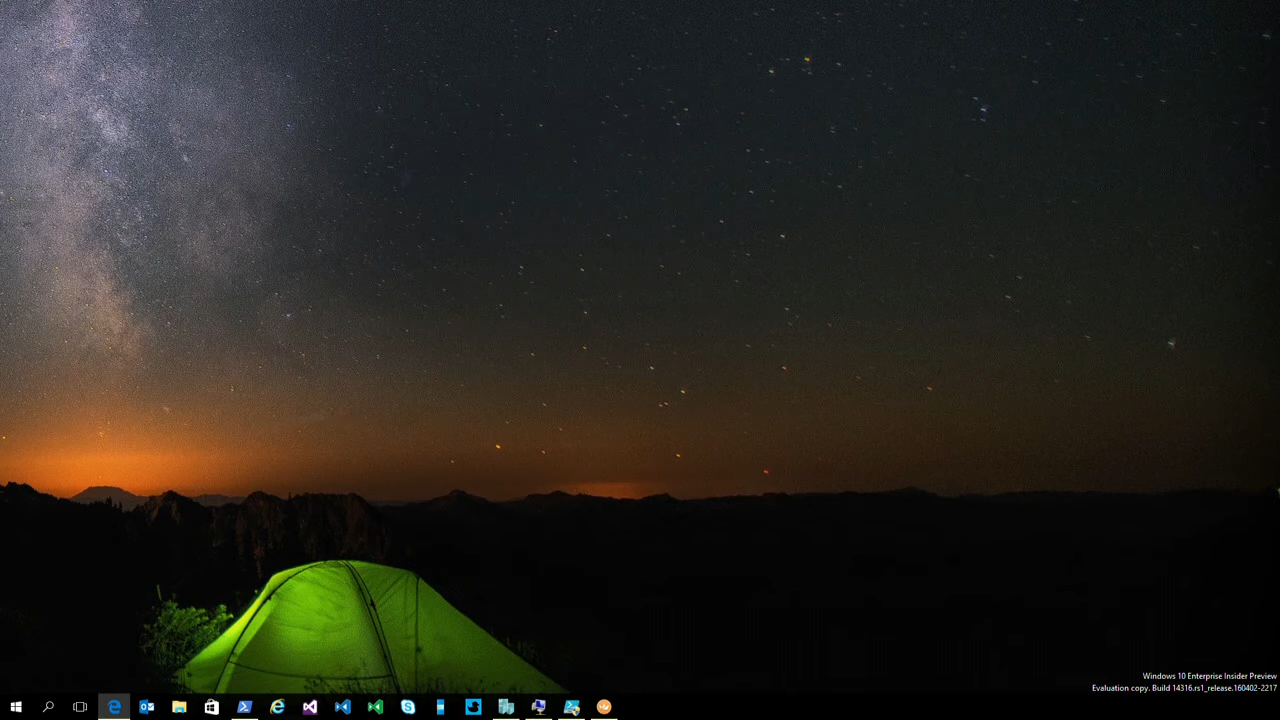 Windows 10 Enterprise Insider Preview
Evaluation copy. Build 14316.rs1_release.160402-2217